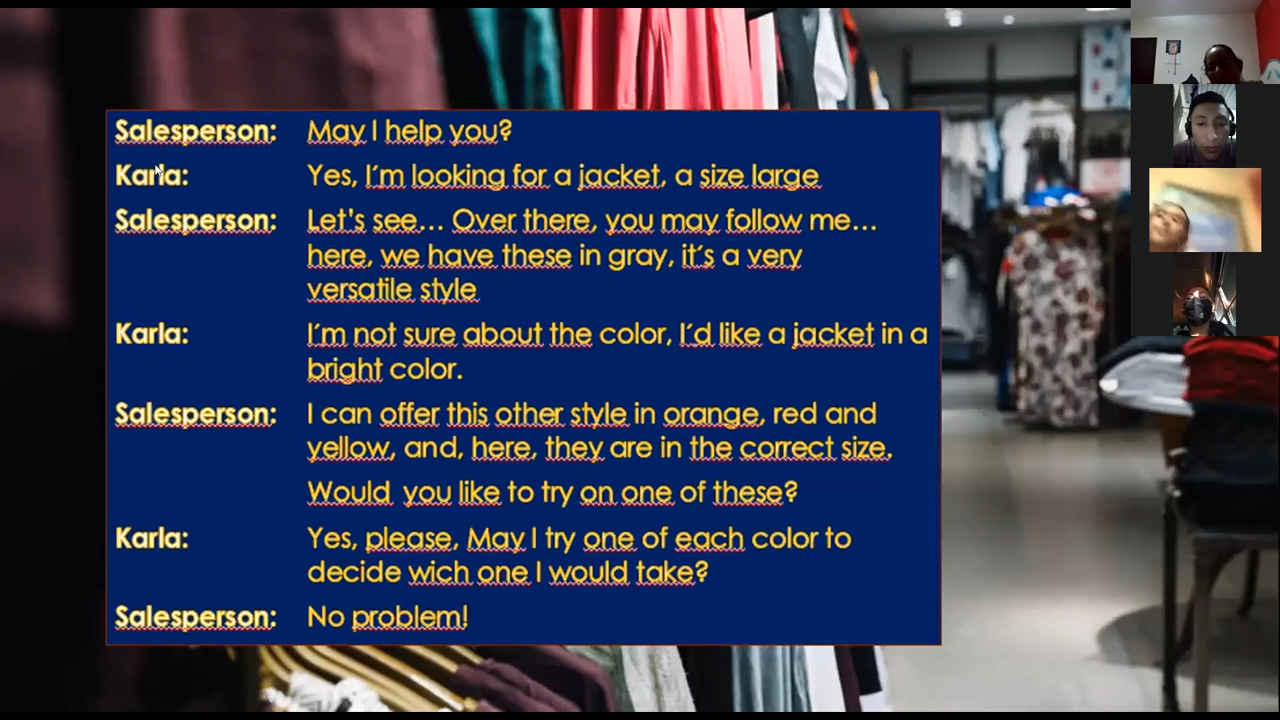 Salesperson: May I help you?
Karla: Yes, I´m looking for a jacket, a size large
Salesperson: Let's see... Over there, you may follow me...
here, we have these in gray, it´s a very
versatile style
Karla: I´m not sure about the color, I´d like a jacket in a
bright color.
Salesperson: I can offer this other style in orange, red and
yellow, and, here, they are in the correct size.
Would you like to try on one of these?
Karla: Yes, please, May I try one of each color to
decide wich one I would take?
Salesperson: No problem!